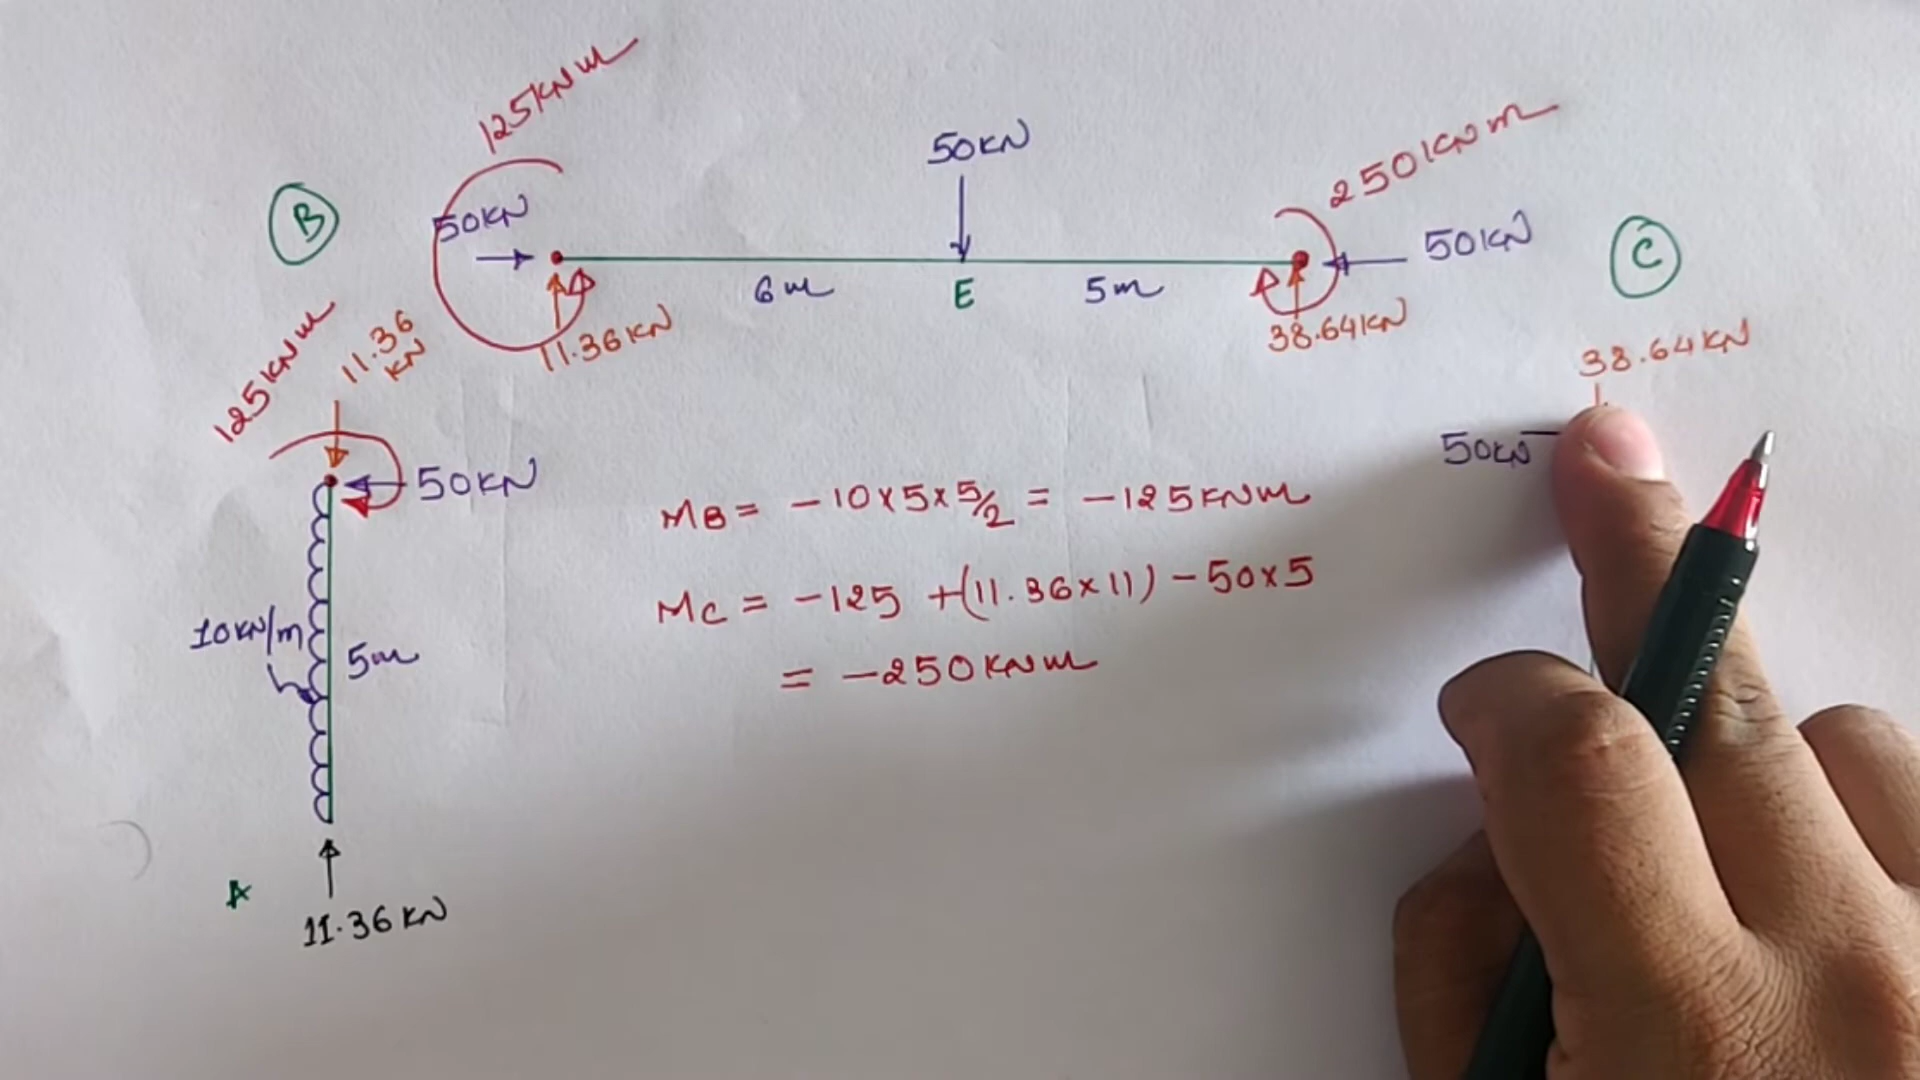 125KNm
50KN
250KNm
B
50KN
50KN
C
6m
E
5m
11.36KN
38.64KN
125KNm
11.36
KN
38.64KN
50KN
50KN
MB = -10×5×5/2 = -125KNm
MC = -125 +(11.36×11) -50×5
= -250KNm
10KN/m
5m
A
11.36KN